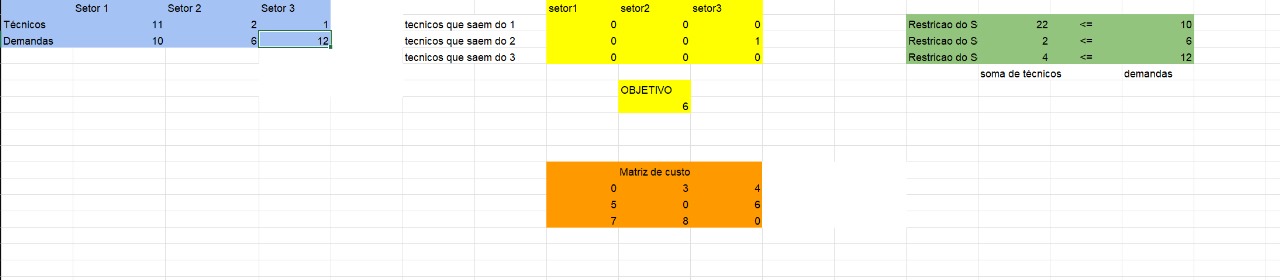 Setor 1 Setor 2 Setor 3 setor1 setor2 setor3
Técnicos 11 2 1 tecnicos que saem do 1 0 0 0 Restricao do S 22 <= 10
Demandas 10 6 12 tecnicos que saem do 2 0 0 1 Restricao do S 2 <= 6
tecnicos que saem do 3 0 0 0 Restricao do S 4 <= 12
soma de técnicos demandas
OBJETIVO
6
Matriz de custo
0 3 4
5 0 6
7 8 0